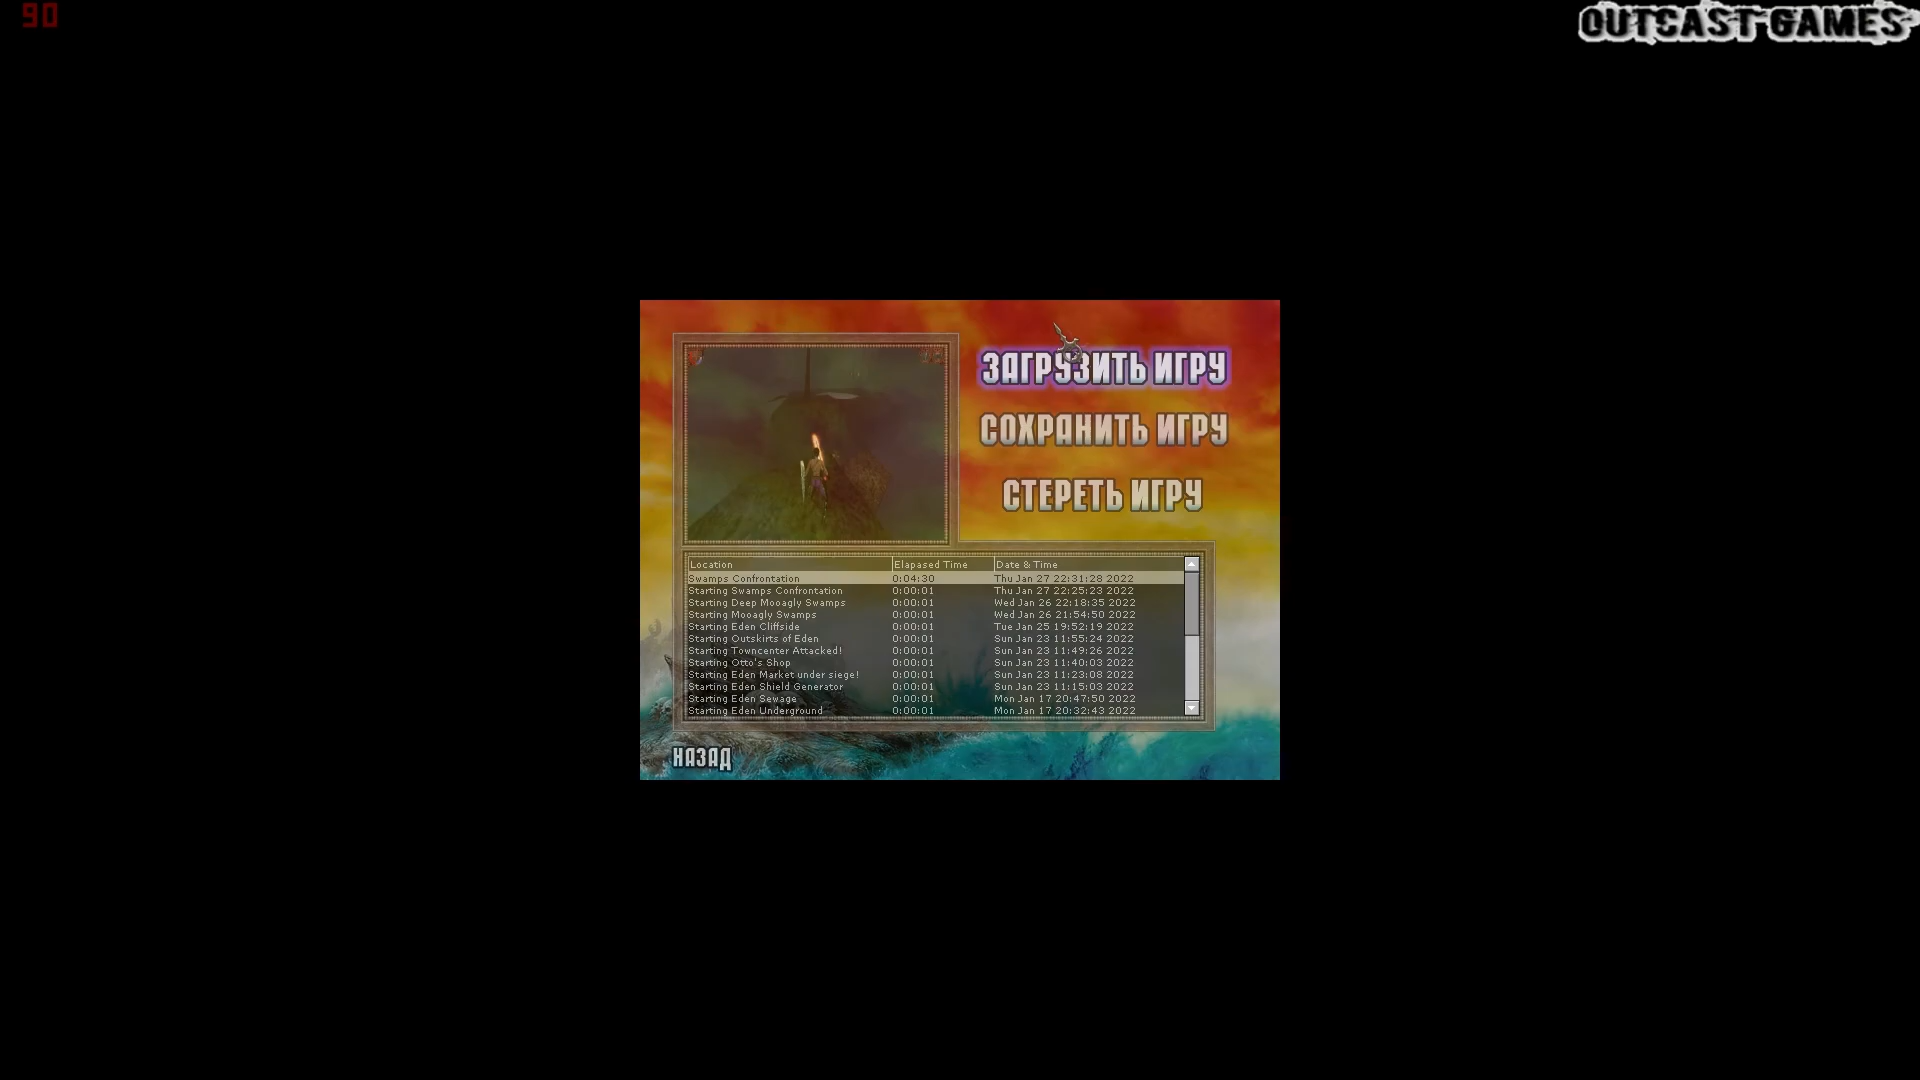 90
OUTCAST GAMES
ЗАГРУЗИТЬ ИГРУ
СОХРАНИТЬ ИГРУ
СТЕРЕТЬ ИГРУ
Location Elapased Time Date & Time
Swamps Confrontation 0:04:30 Thu Jan 27 22:31:28 2022
Starting Swamps Confrontation 0:00:01 Thu Jan 27 22:25:23 2022
Starting Deep Mooagly Swamps 0:00:01 Wed Jan 26 22:18:35 2022
Starting Mooagly Swamps 0:00:01 Wed Jan 26 21:54:50 2022
Starting Eden Cliffside 0:00:01 Tue Jan 25 19:52:19 2022
Starting Outskirts of Eden 0:00:01 Sun Jan 23 11:55:24 2022
Starting Towncenter Attacked! 0:00:01 Sun Jan 23 11:49:26 2022
Starting Otto's Shop 0:00:01 Sun Jan 23 11:40:03 2022
Starting Eden Market under siege! 0:00:01 Sun Jan 23 11:23:08 2022
Starting Eden Shield Generator 0:00:01 Sun Jan 23 11:15:03 2022
Starting Eden Sewage 0:00:01 Mon Jan 17 20:47:50 2022
Starting Eden Underground 0:00:01 Mon Jan 17 20:32:43 2022
НАЗАД